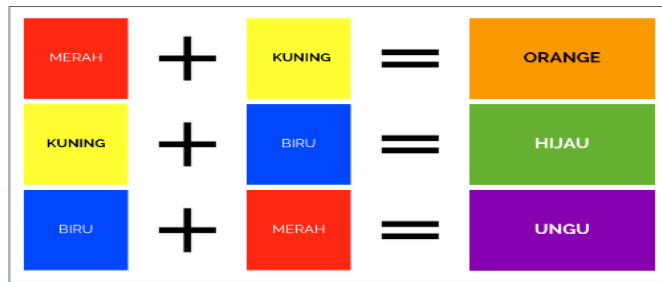 MERAH + KUNING = ORANGE
KUNING + BIRU = HIJAU
BIRU + MERAH = UNGU